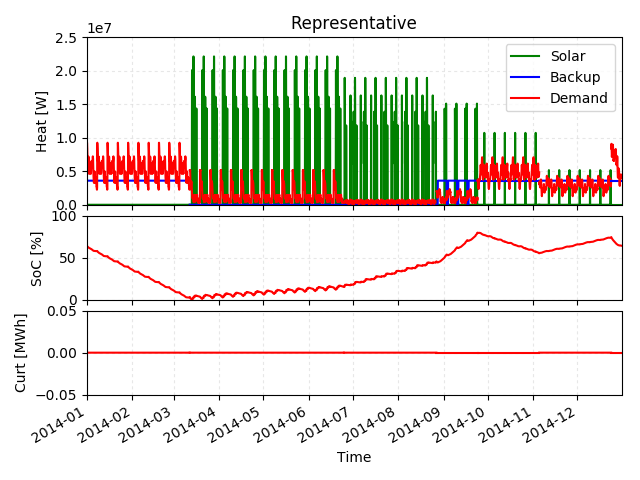 Representative
1e7
2.5
2.0
1.5
1.0
0.5
0.0
Heat [W]
Solar
Backup
Demand
100
50
0
SoC [%]
0.05
0.00
−0.05
Curt [MWh]
2014-01
2014-02
2014-03
2014-04
2014-05
2014-06
2014-07
2014-08
2014-09
2014-10
2014-11
2014-12
Time